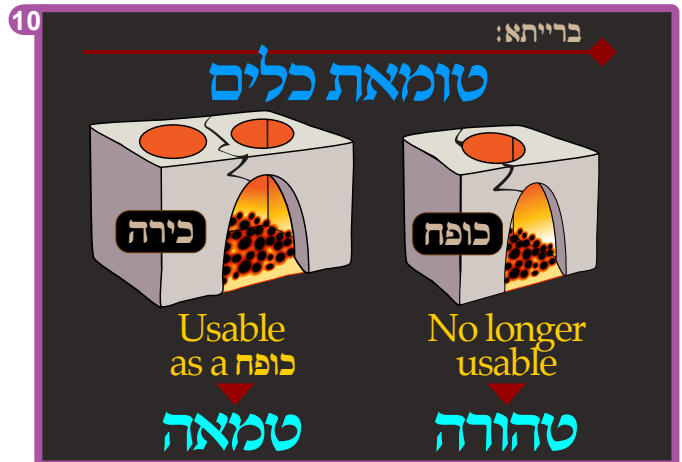 10
ברייתא:
טומאת כלים
כירה
כופח
Usable
as a כופח
No longer
usable
טמאה
טהורה